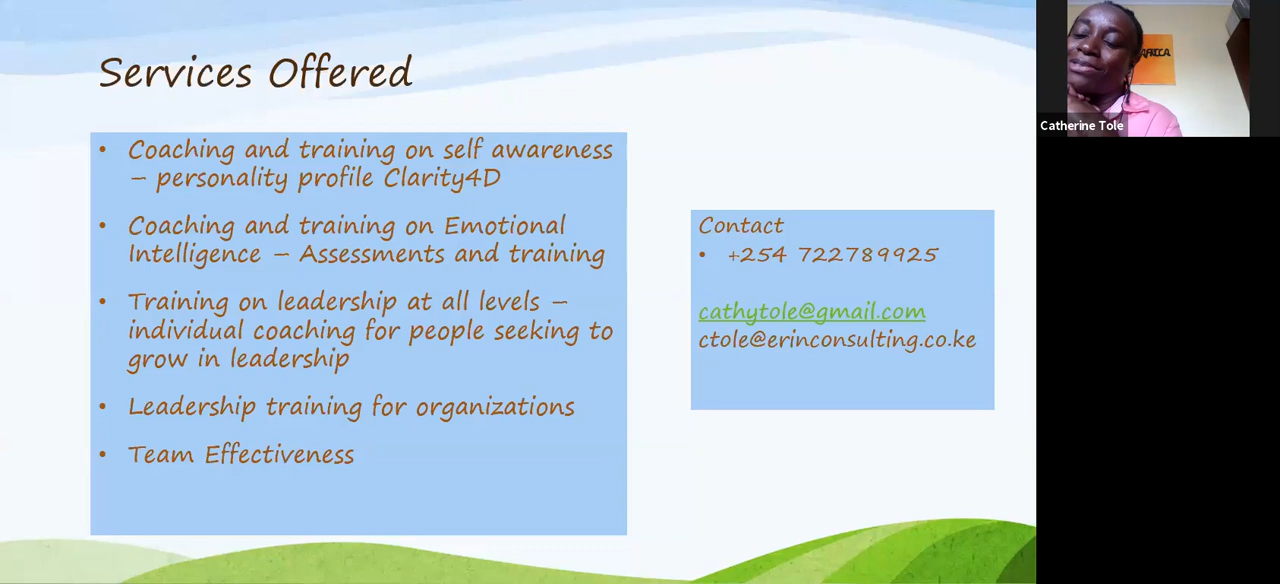 Services Offered
• Coaching and training on self awareness
– personality profile Clarity4D
• Coaching and training on Emotional
Intelligence – Assessments and training
• Training on leadership at all levels –
individual coaching for people seeking to
grow in leadership
• Leadership training for organizations
• Team Effectiveness
Contact
• +254 722789925
cathytole@gmail.com
ctole@erinconsulting.co.ke
AFRICA
Catherine Tole